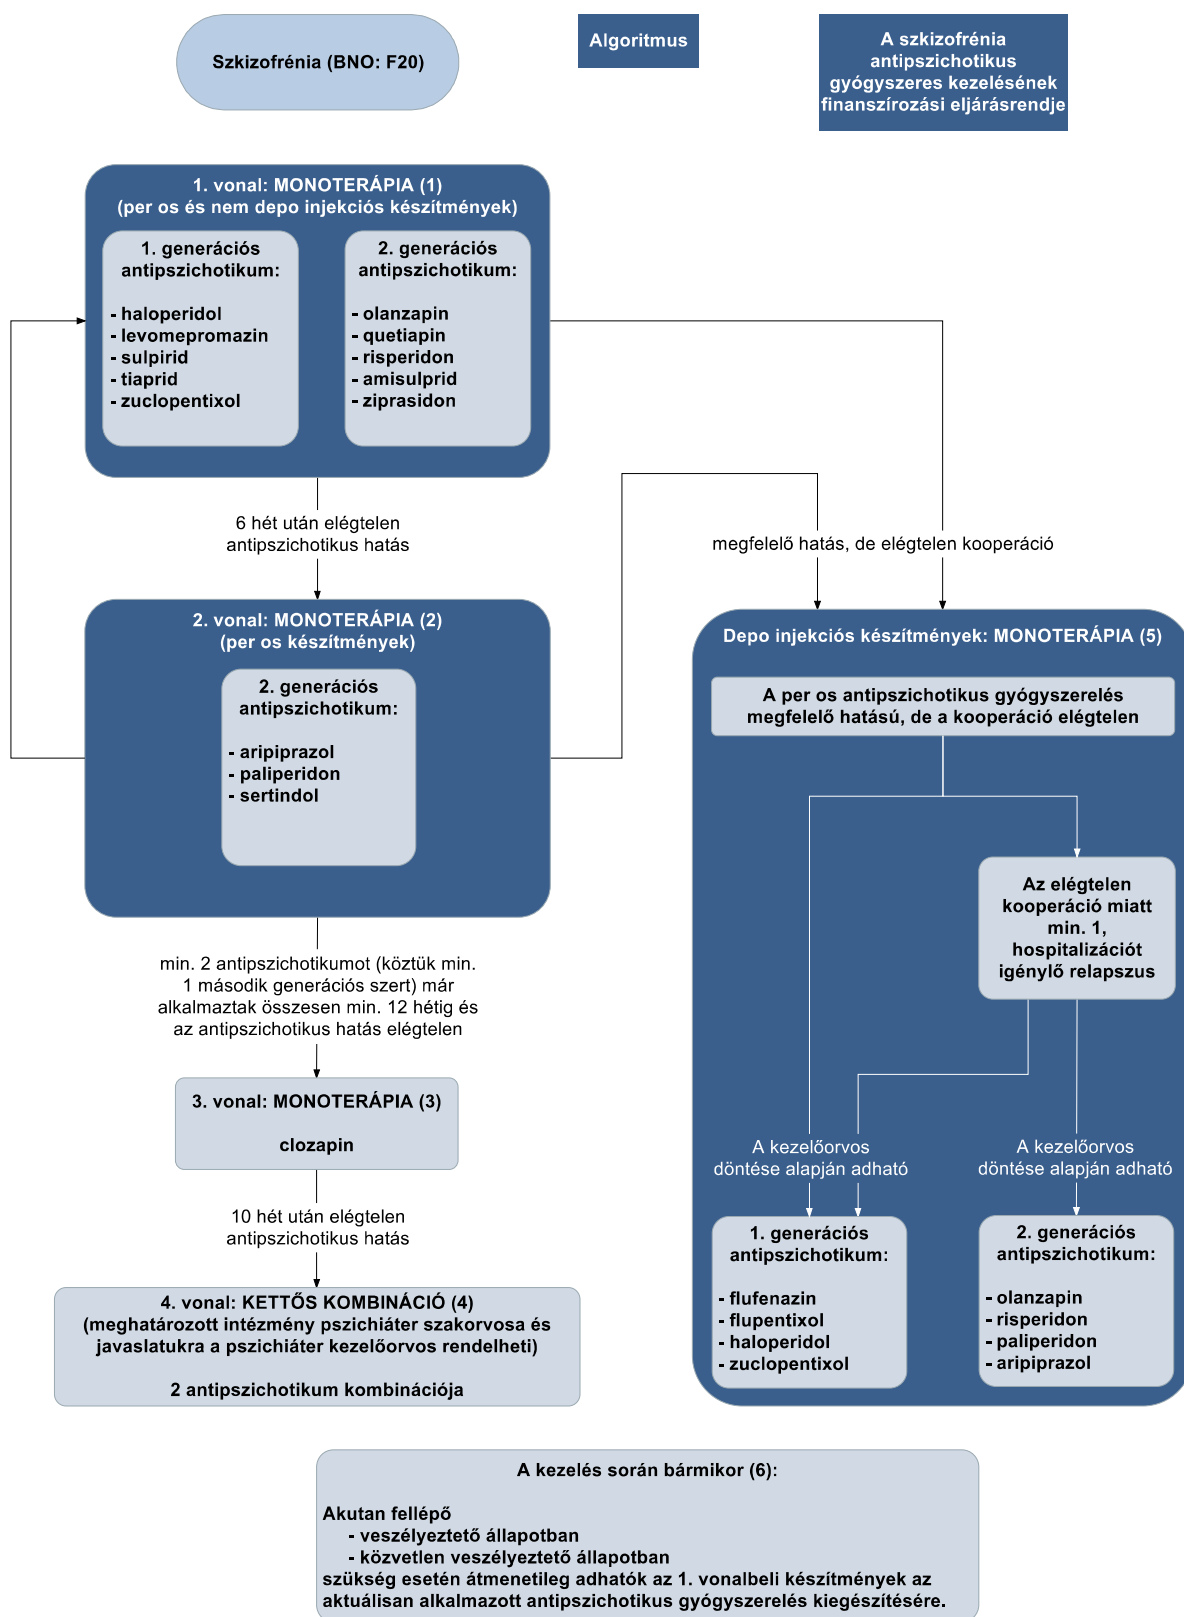 Szkizofrénia (BNO: F20)
Algoritmus
A szkizofrénia
antipszichotikus
gyógyszeres kezelésének
finanszírozási eljárásrendje
1. vonal: MONOTERÁPIA (1)
(per os és nem depo injekciós készítmények)
1. generációs
antipszichotikum:
- haloperidol
- levomepromazin
- sulpirid
- tiaprid
- zuclopentixol
2. generációs
antipszichotikum:
- olanzapin
- quetiapin
- risperidon
- amisulprid
- ziprasidon
6 hét után elégtelen
antipszichotikus hatás
megfelelő hatás, de elégtelen kooperáció
2. vonal: MONOTERÁPIA (2)
(per os készítmények)
2. generációs
antipszichotikum:
- aripiprazol
- paliperidon
- sertindol
min. 2 antipszichotikumot (köztük min.
1 második generációs szert) már
alkalmaztak összesen min. 12 hétig és
az antipszichotikus hatás elégtelen
3. vonal: MONOTERÁPIA (3)
clozapin
10 hét után elégtelen
antipszichotikus hatás
4. vonal: KETTŐS KOMBINÁCIÓ (4)
(meghatározott intézmény pszichiáter szakorvosa és
javaslatukra a pszichiáter kezelőorvos rendelheti)
2 antipszichotikum kombinációja
Depo injekciós készítmények: MONOTERÁPIA (5)
A per os antipszichotikus gyógyszerelés
megfelelő hatású, de a kooperáció elégtelen
Az elégtelen
kooperáció miatt
min. 1,
hospitalizációt
igénylő relapszus
A kezelőorvos
döntése alapján adható
A kezelőorvos
döntése alapján adható
1. generációs
antipszichotikum:
- flufenazin
- flupentixol
- haloperidol
- zuclopentixol
2. generációs
antipszichotikum:
- olanzapin
- risperidon
- paliperidon
- aripiprazol
A kezelés során bármikor (6):
Akutan fellépő
- veszélyeztető állapotban
- közvetlen veszélyeztető állapotban
szükség esetén átmenetileg adhatók az 1. vonalbeli készítmények az
aktuálisan alkalmazott antipszichotikus gyógyszerelés kiegészítésére.